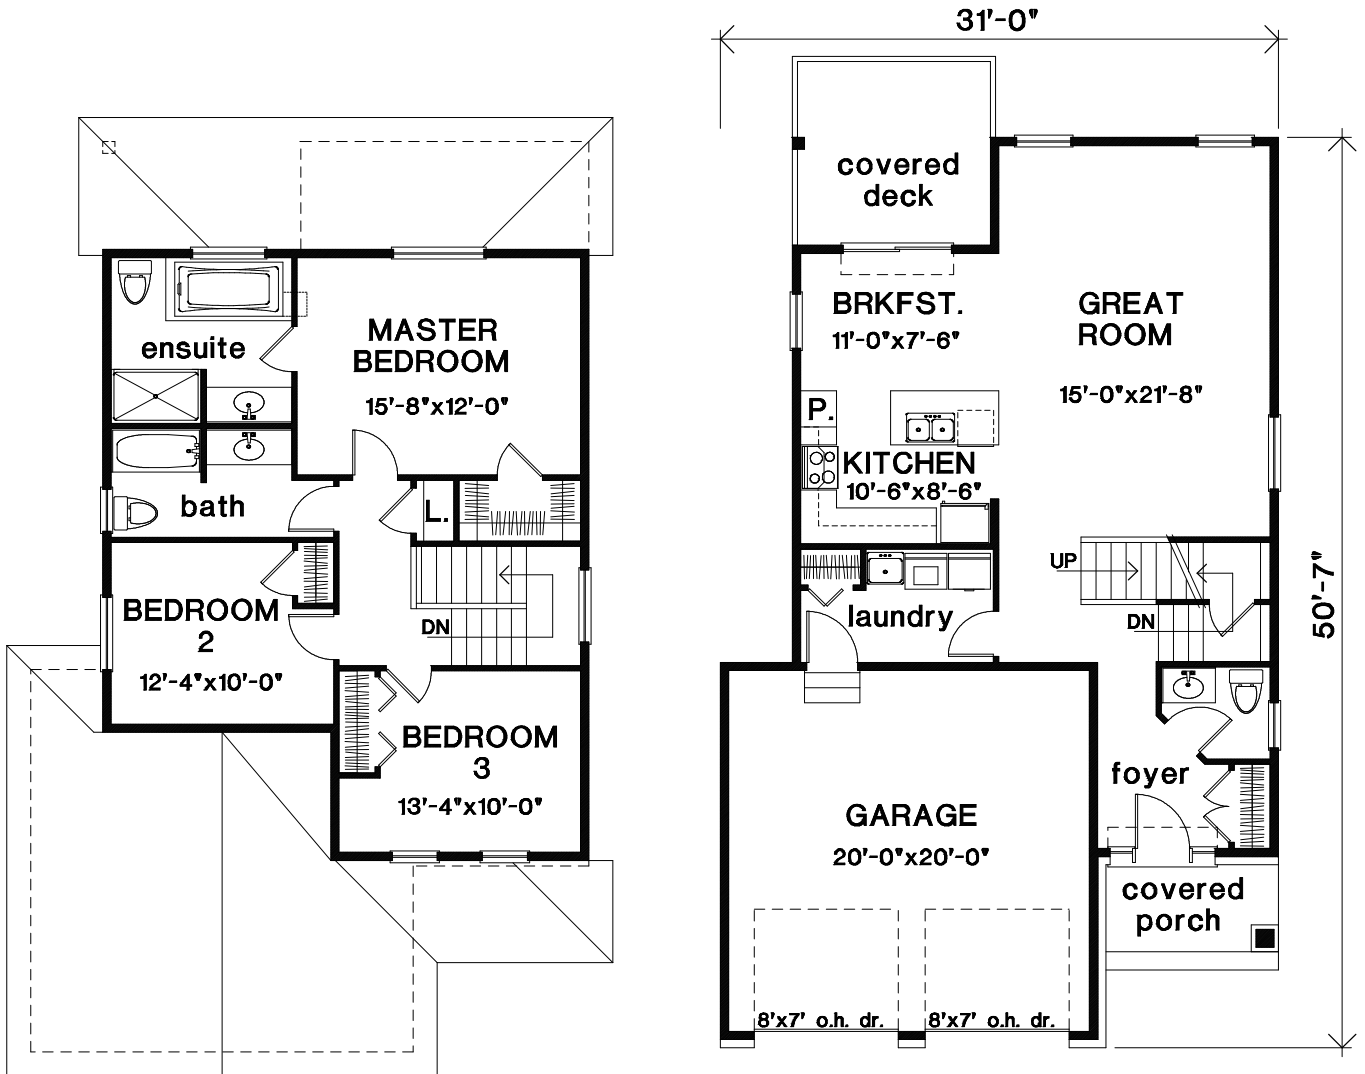 31'-0"
covered
deck
BRKFST.
11'-0"x7'-6"
GREAT
ROOM
15'-0"x21'-8"
P.
KITCHEN
10'-6"x8'-6"
UP
DN
laundry
50'-7"
foyer
GARAGE
20'-0"x20'-0"
covered
porch
8'x7' o.h. dr.
8'x7' o.h. dr.
ensuite
MASTER
BEDROOM
15'-8"x12'-0"
bath
L.
BEDROOM
2
12'-4"x10'-0"
DN
BEDROOM
3
13'-4"x10'-0"